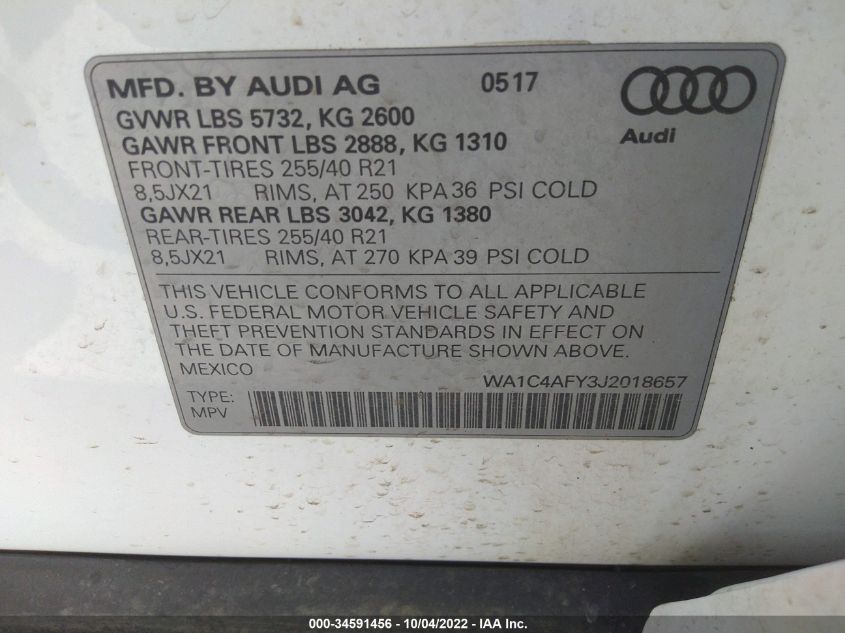 MFD. BY AUDI AG 0517
Audi
GVWR LBS 5732, KG 2600
GAWR FRONT LBS 2888, KG 1310
FRONT-TIRES 255/40 R21
8,5JX21 RIMS, AT 250 KPA 36 PSI COLD
GAWR REAR LBS 3042, KG 1380
REAR-TIRES 255/40 R21
8,5JX21 RIMS, AT 270 KPA 39 PSI COLD
THIS VEHICLE CONFORMS TO ALL APPLICABLE
U.S. FEDERAL MOTOR VEHICLE SAFETY AND
THEFT PREVENTION STANDARDS IN EFFECT ON
THE DATE OF MANUFACTURE SHOWN ABOVE.
MEXICO WA1C4AFY3J2018657
TYPE:
MPV
000-34591456 - 10/04/2022 - IAA Inc.